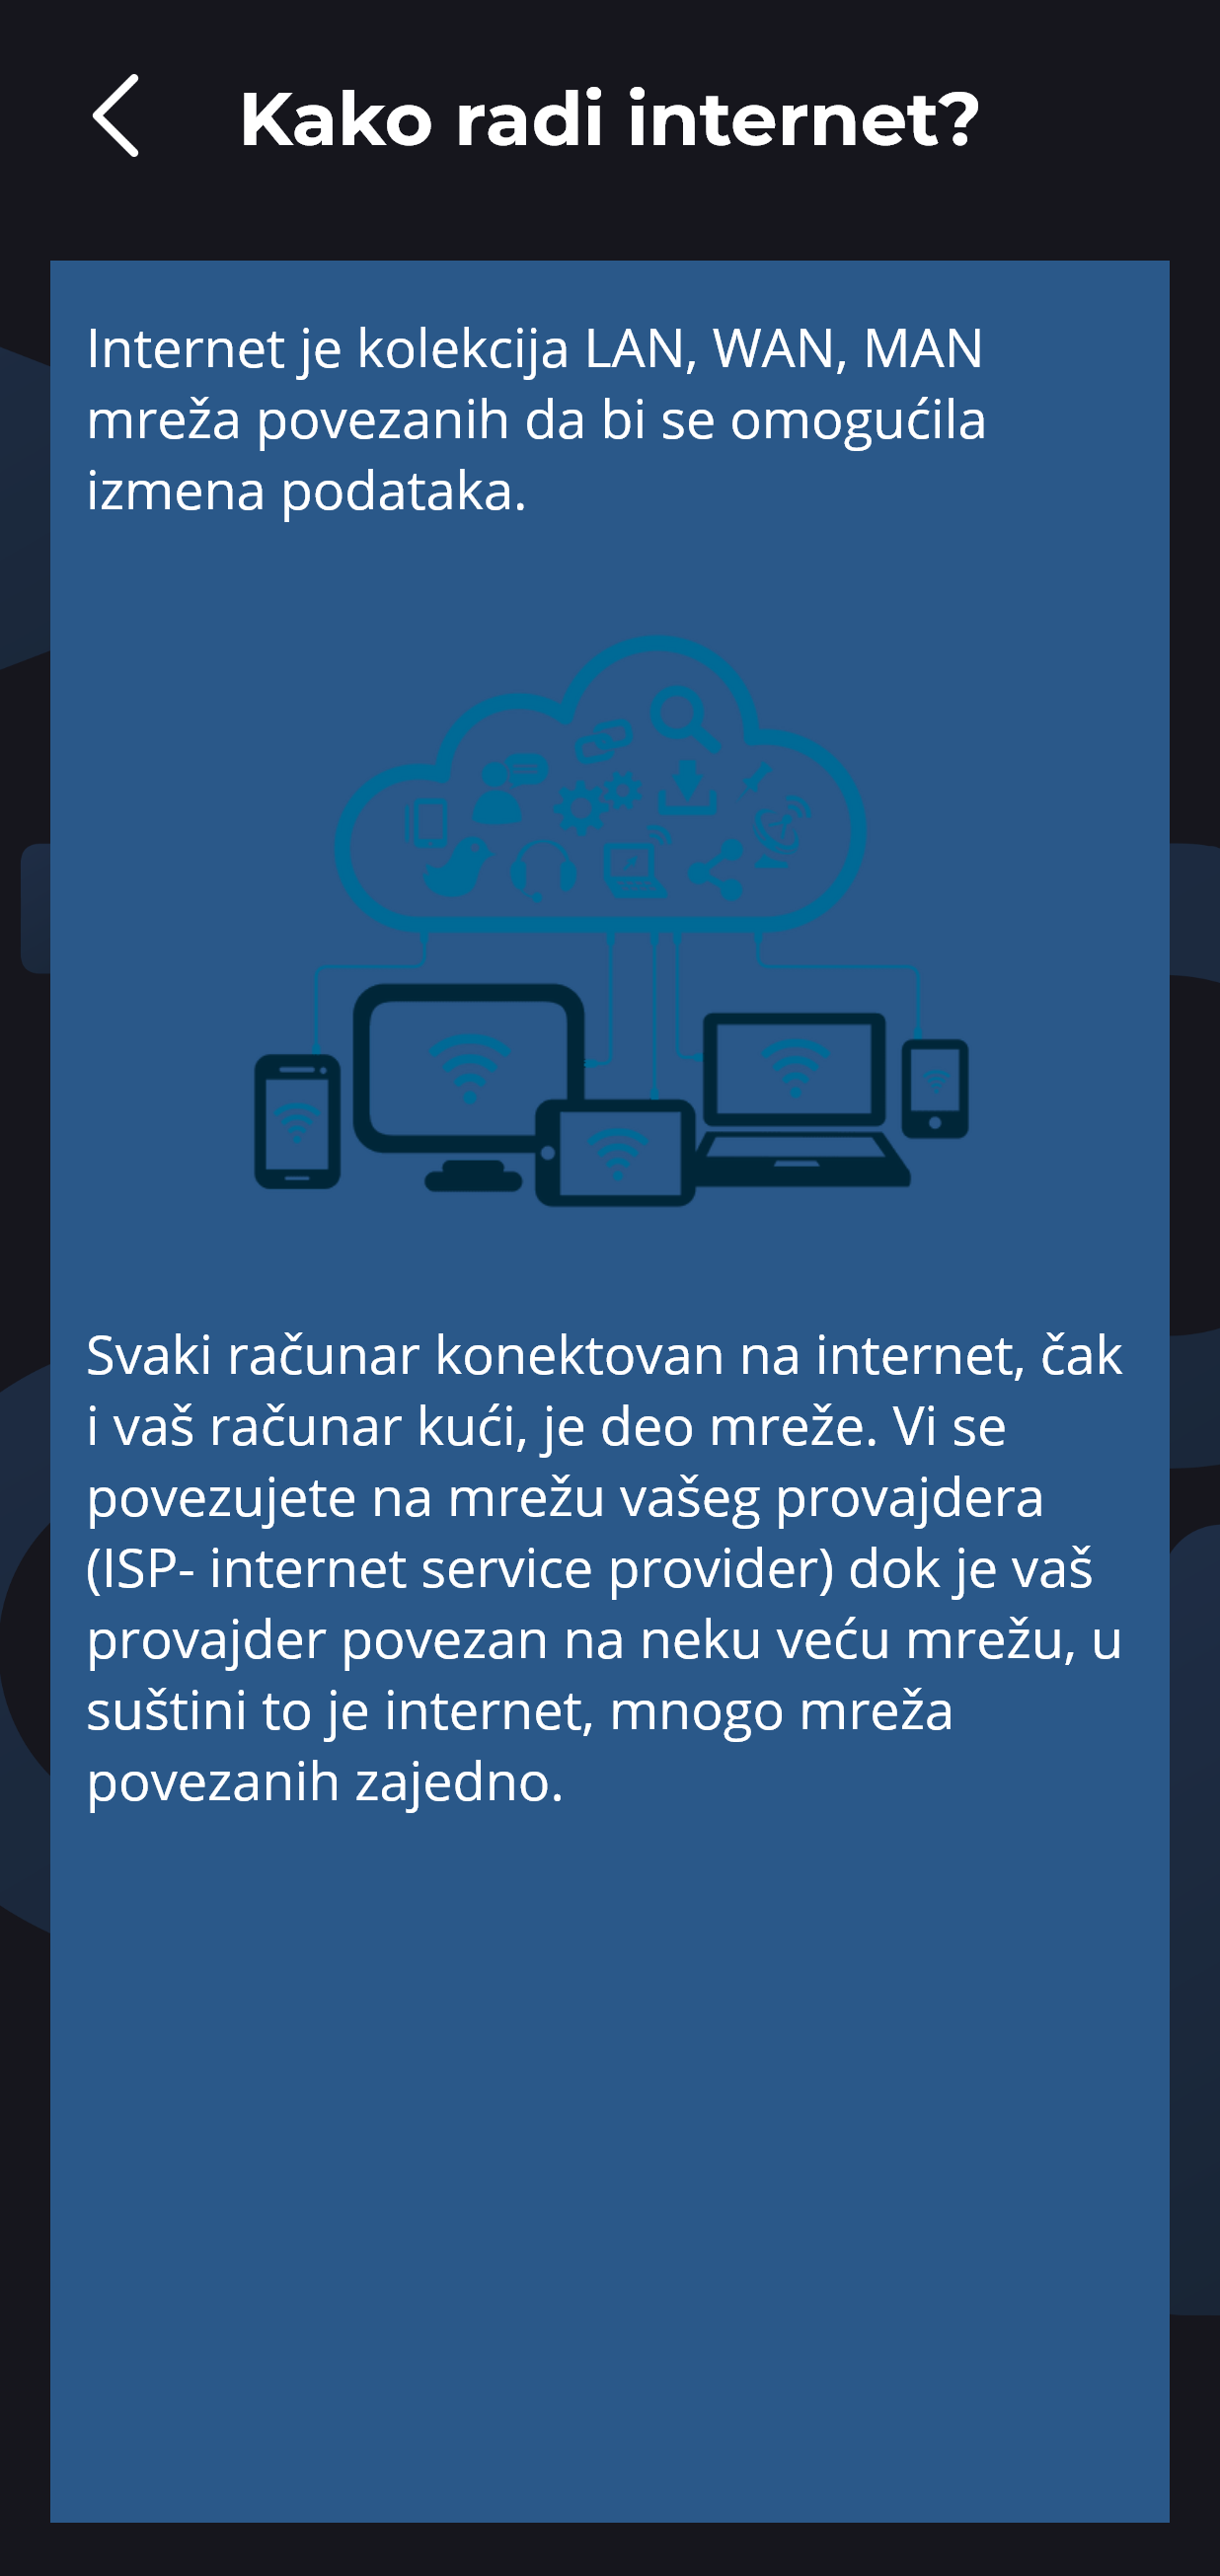 Kako radi internet?
Internet je kolekcija LAN, WAN, MAN
mreža povezanih da bi se omogućila
izmena podataka.
Svaki računar konektovan na internet, čak
i vaš računar kući, je deo mreže. Vi se
povezujete na mrežu vašeg provajdera
(ISP- internet service provider) dok je vaš
provajder povezan na neku veću mrežu, u
suštini to je internet, mnogo mreža
povezanih zajedno.